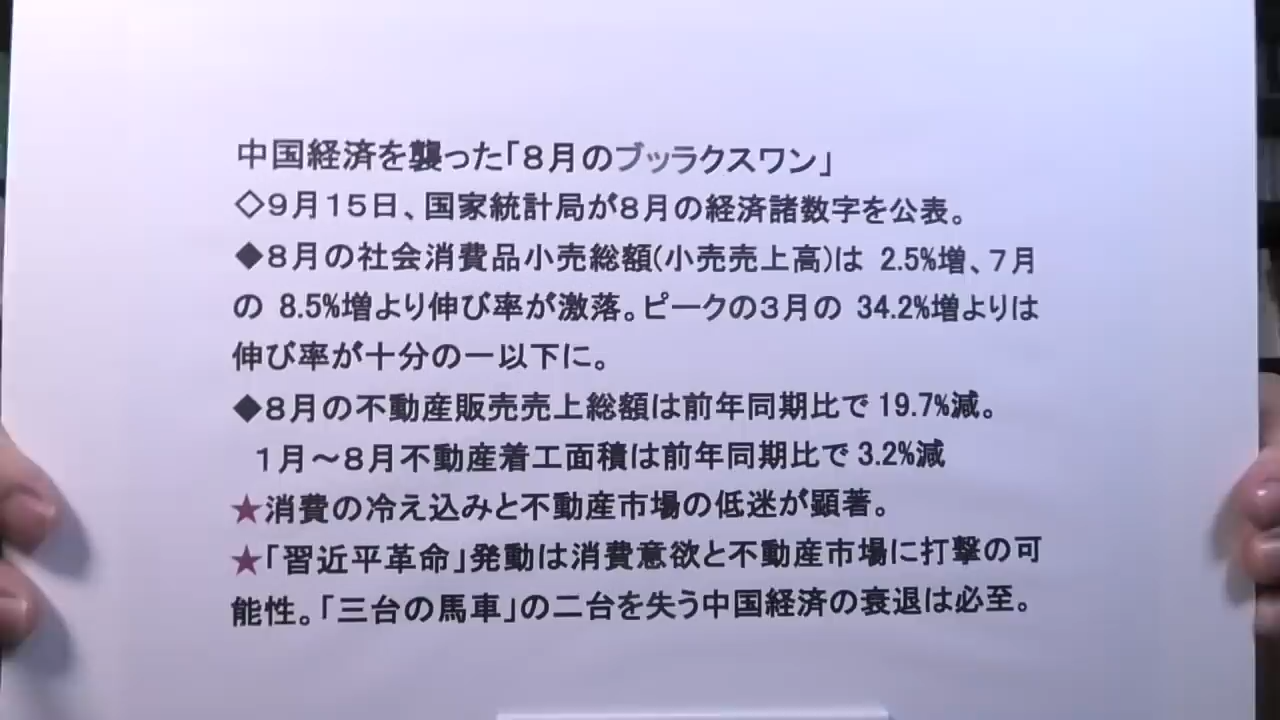 中国経済を襲った｢８月のブッラクスワン｣
◇９月１５日、国家統計局が８月の経済諸数字を公表。
◆８月の社会消費品小売総額(小売売上高)は 2.5%増、７月
の 8.5%増より伸び率が激落。ピークの３月の 34.2%増よりは
伸び率が十分の一以下に。
◆８月の不動産販売売上総額は前年同期比で 19.7%減。
１月～８月不動産着工面積は前年同期比で 3.2%減
★消費の冷え込みと不動産市場の低迷が顕著。
★｢習近平革命｣発動は消費意欲と不動産市場に打撃の可
能性。｢三台の馬車｣の二台を失う中国経済の衰退は必至。